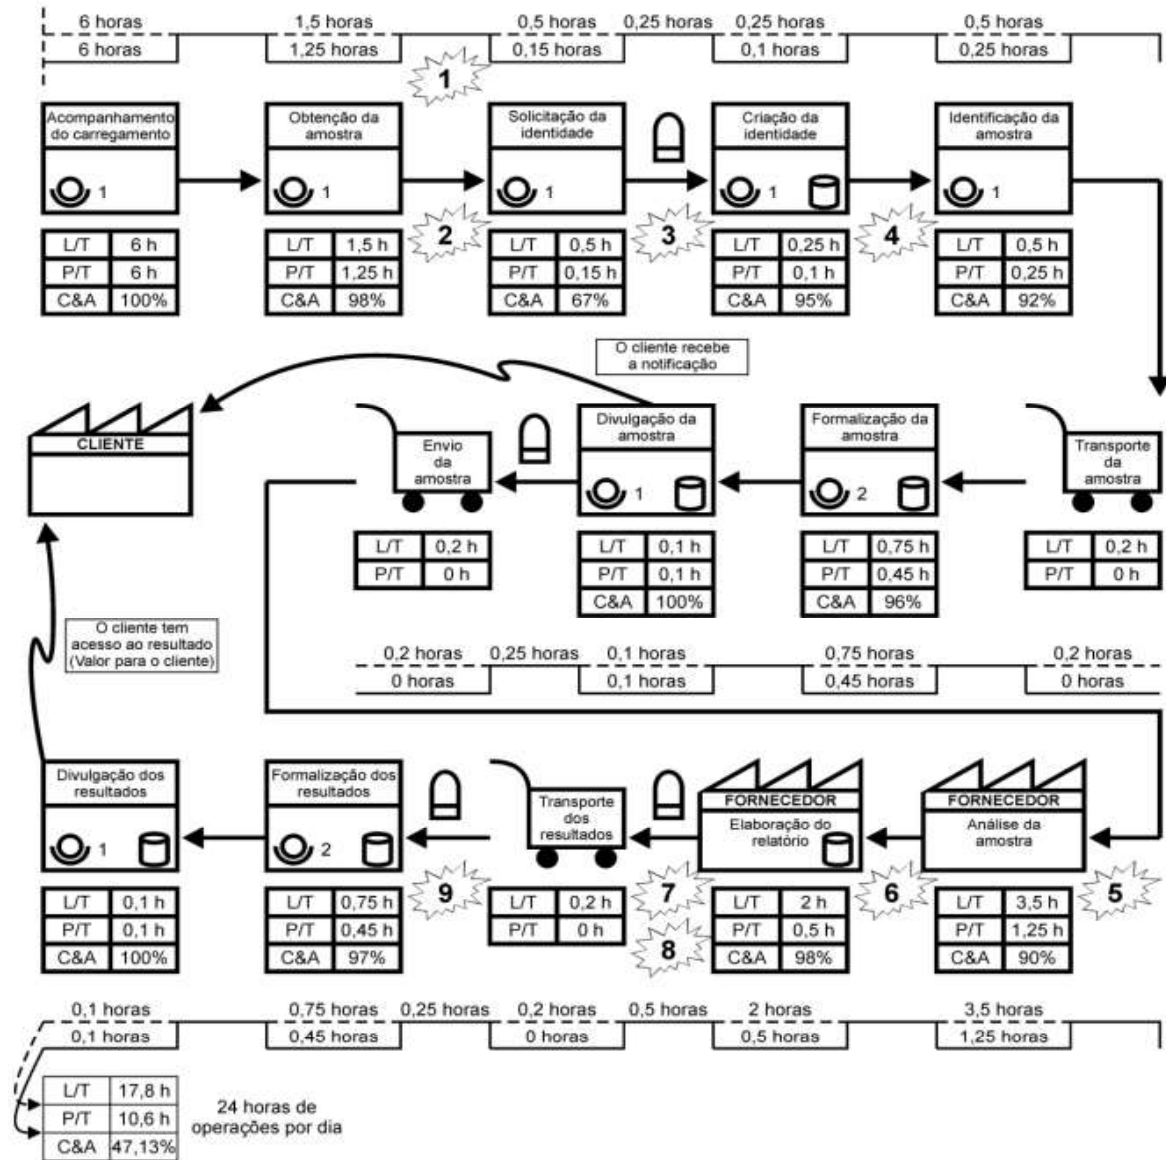 6 horas 1,5 horas 0,5 horas 0,25 horas 0,25 horas 0,5 horas
6 horas 1,25 horas 0,15 horas 0,1 horas 0,25 horas
1
Acompanhamento
do carregamento
1
L/T 6 h
P/T 6 h
C&A 100%
Obtenção da
amostra
1
L/T 1,5 h
P/T 1,25 h
C&A 98%
2
Solicitação da
identidade
1
L/T 0,5 h
P/T 0,15 h
C&A 67%
3
Criação da
identidade
1
L/T 0,25 h
P/T 0,1 h
C&A 95%
4
Identificação da
amostra
1
L/T 0,5 h
P/T 0,25 h
C&A 92%
O cliente recebe
a notificação
CLIENTE
Envio
da
amostra
L/T 0,2 h
P/T 0 h
Divulgação da
amostra
1
L/T 0,1 h
P/T 0,1 h
C&A 100%
Formalização da
amostra
2
L/T 0,75 h
P/T 0,45 h
C&A 96%
Transporte
da
amostra
L/T 0,2 h
P/T 0 h
O cliente tem
acesso ao resultado
(Valor para o cliente)
0,2 horas 0,25 horas 0,1 horas 0,75 horas 0,2 horas
0 horas 0,1 horas 0,45 horas 0 horas
Divulgação dos
resultados
1
L/T 0,1 h
P/T 0,1 h
C&A 100%
Formalização dos
resultados
2
L/T 0,75 h
P/T 0,45 h
C&A 97%
9
Transporte
dos
resultados
L/T 0,2 h
P/T 0 h
7
8
FORNECEDOR
Elaboração do
relatório
L/T 2 h
P/T 0,5 h
C&A 98%
6
FORNECEDOR
Análise da
amostra
L/T 3,5 h
P/T 1,25 h
C&A 90%
5
0,1 horas 0,75 horas 0,25 horas 0,2 horas 0,5 horas 2 horas 3,5 horas
0,1 horas 0,45 horas 0 horas 0,5 horas 1,25 horas
L/T 17,8 h
P/T 10,6 h
C&A 47,13%
24 horas de
operações por dia